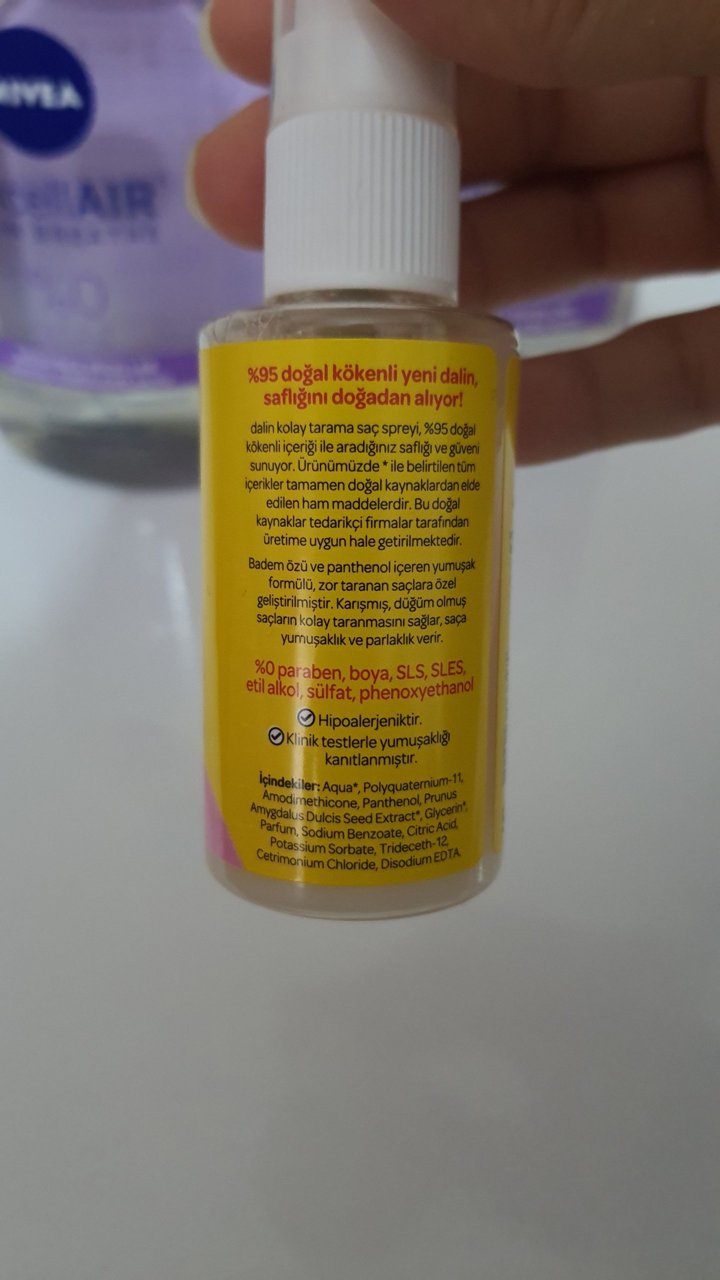 NIVEA
AIR
%95 doğal kökenli yeni dalin,
saflığını doğadan alıyor!
dalin kolay tarama saç spreyi, %95 doğal
kökenli içeriği ile aradığınız saflığı ve güveni
sunuyor. Ürünümüzde * ile belirtilen tüm
içerikler tamamen doğal kaynaklardan elde
edilen ham maddelerdir. Bu doğal
kaynaklar tedarikçi firmalar tarafından
üretime uygun hale getirilmektedir.
Badem özü ve panthenol içeren yumuşak
formülü, zor taranan saçlara özel
geliştirilmiştir. Karışmış, düğüm olmuş
saçların kolay taranmasını sağlar, saça
yumuşaklık ve parlaklık verir.
%0 paraben, boya, SLS, SLES,
etil alkol, sülfat, phenoxyethanol
Hipoalerjeniktir.
Klinik testlerle yumuşaklığı
kanıtlanmıştır.
İçindekiler: Aqua*, Polyquaternium-11,
Amodimethicone, Panthenol, Prunus
Amygdalus Dulcis Seed Extract*, Glycerin*,
Parfum, Sodium Benzoate, Citric Acid,
Potassium Sorbate, Trideceth-12,
Cetrimonium Chloride, Disodium EDTA.